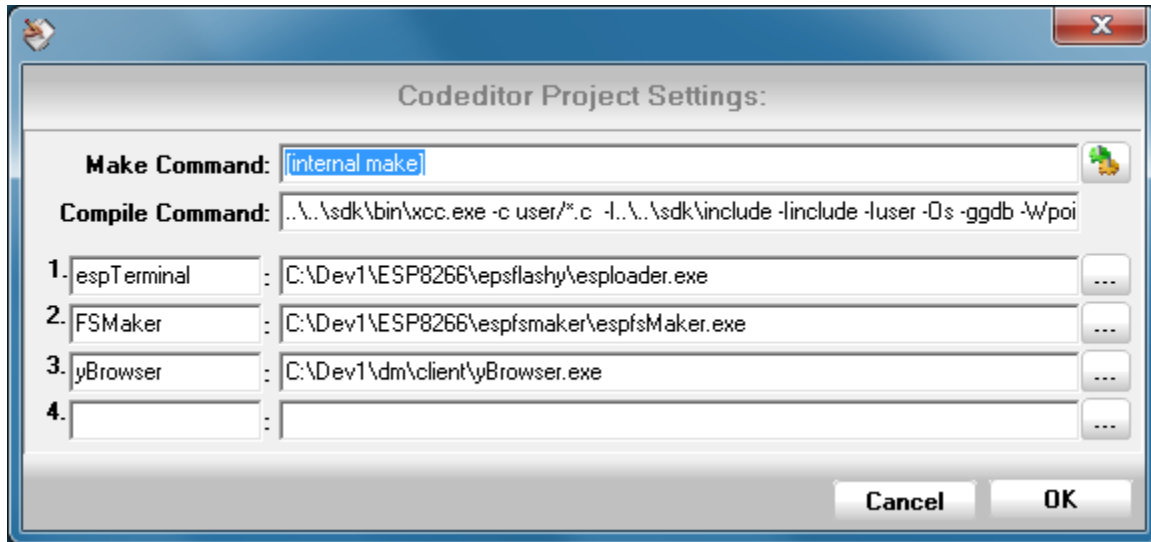 Codeditor Project Settings:
Make Command: [internal make]
Compile Command: ..\..\sdk\bin\xcc.exe -c user/*.c -I..\..\sdk\include -Iinclude -Iuser -Os -ggdb -Wpoi
1. espTerminal : C:\Dev1\ESP8266\epsflashy\esploader.exe ...
2. FSMaker : C:\Dev1\ESP8266\espfsmaker\espfsMaker.exe ...
3. yBrowser : C:\Dev1\dm\client\yBrowser.exe ...
4. : ...
Cancel OK